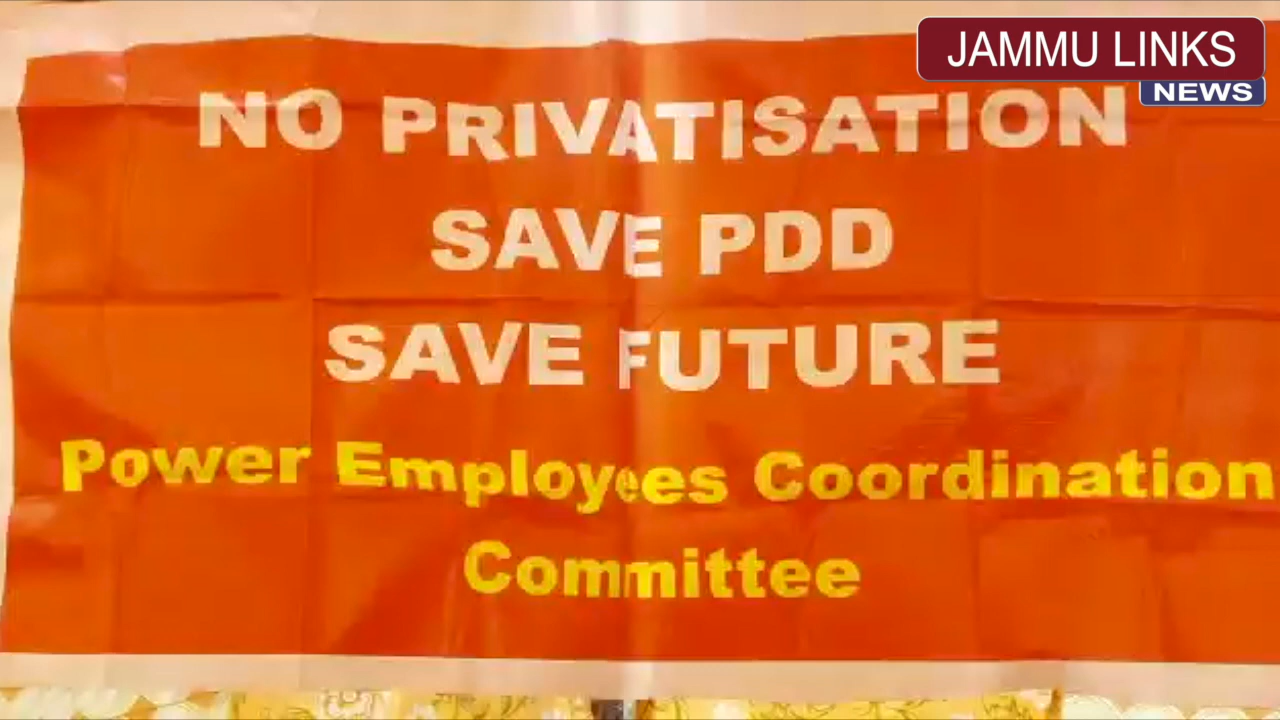 JAMMU LINKS
NEWS
NO PRIVATISATION
SAVE PDD
SAVE FUTURE
Power Employees Coordination
Committee